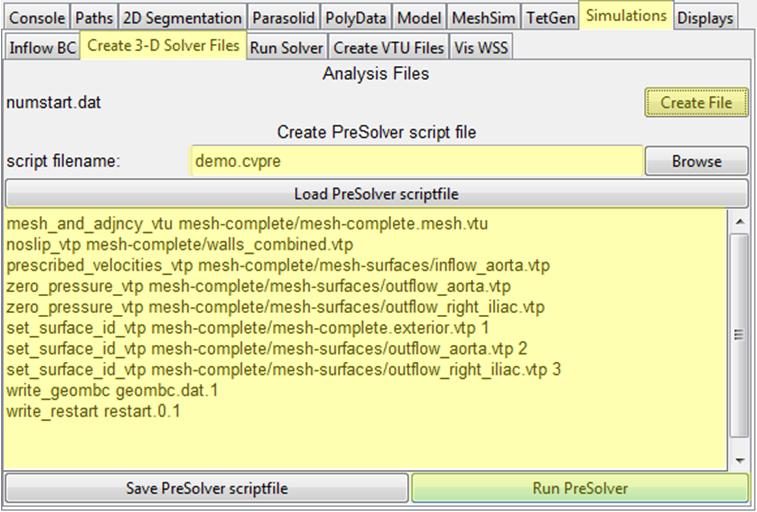 Console Paths 2D Segmentation Parasolid PolyData Model MeshSim TetGen Simulations Displays
Inflow BC Create 3-D Solver Files Run Solver Create VTU Files Vis WSS
Analysis Files
numstart.dat Create File
Create PreSolver script file
script filename: demo.cvpre Browse
Load PreSolver scriptfile
mesh_and_adjncy_vtu mesh-complete/mesh-complete.mesh.vtu
noslip_vtp mesh-complete/walls_combined.vtp
prescribed_velocities_vtp mesh-complete/mesh-surfaces/inflow_aorta.vtp
zero_pressure_vtp mesh-complete/mesh-surfaces/outflow_aorta.vtp
zero_pressure_vtp mesh-complete/mesh-surfaces/outflow_right_iliac.vtp
set_surface_id_vtp mesh-complete/mesh-complete.exterior.vtp 1
set_surface_id_vtp mesh-complete/mesh-surfaces/outflow_aorta.vtp 2
set_surface_id_vtp mesh-complete/mesh-surfaces/outflow_right_iliac.vtp 3
write_geombc geombc.dat.1
write_restart restart.0.1
Save PreSolver scriptfile Run PreSolver